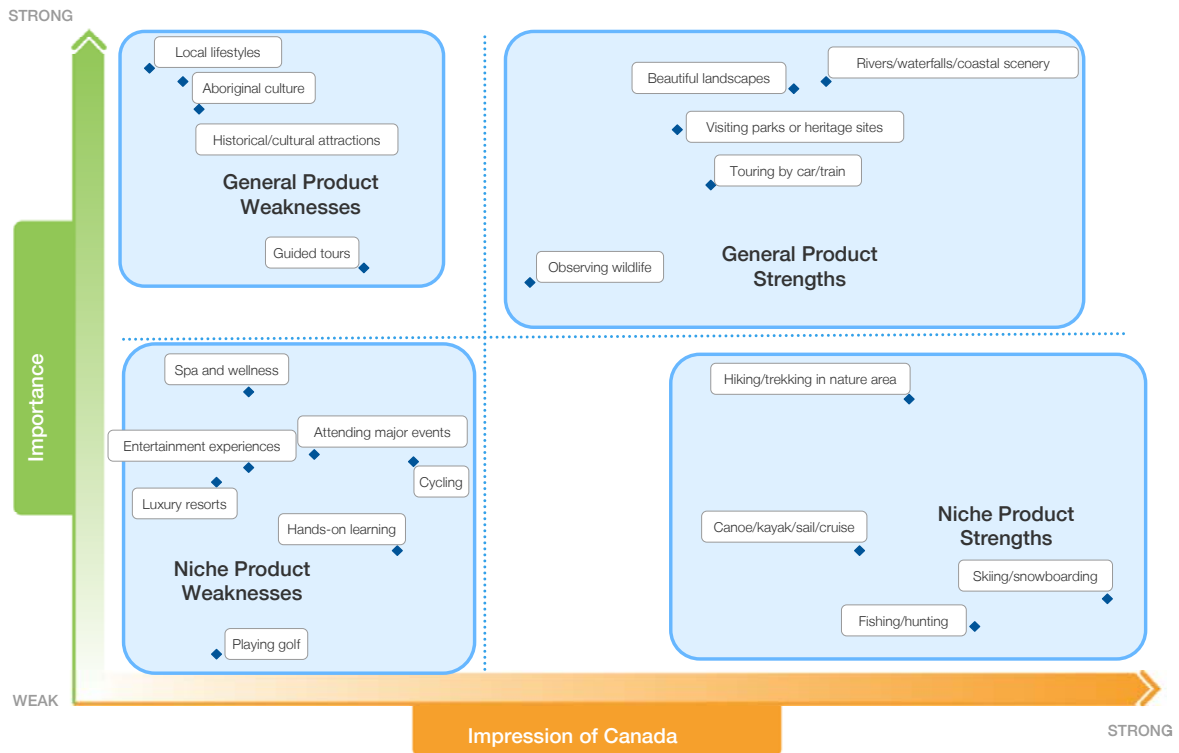 STRONG
Local lifestyles
Aboriginal culture
Historical/cultural attractions
General Product
Weaknesses
Guided tours
Rivers/waterfalls/coastal scenery
Beautiful landscapes
Visiting parks or heritage sites
Touring by car/train
General Product
Strengths
Observing wildlife
Importance
Spa and wellness
Attending major events
Entertainment experiences
Cycling
Luxury resorts
Hands-on learning
Niche Product
Weaknesses
Playing golf
Hiking/trekking in nature area
Niche Product
Strengths
Canoe/kayak/sail/cruise
Skiing/snowboarding
Fishing/hunting
WEAK
Impression of Canada
STRONG